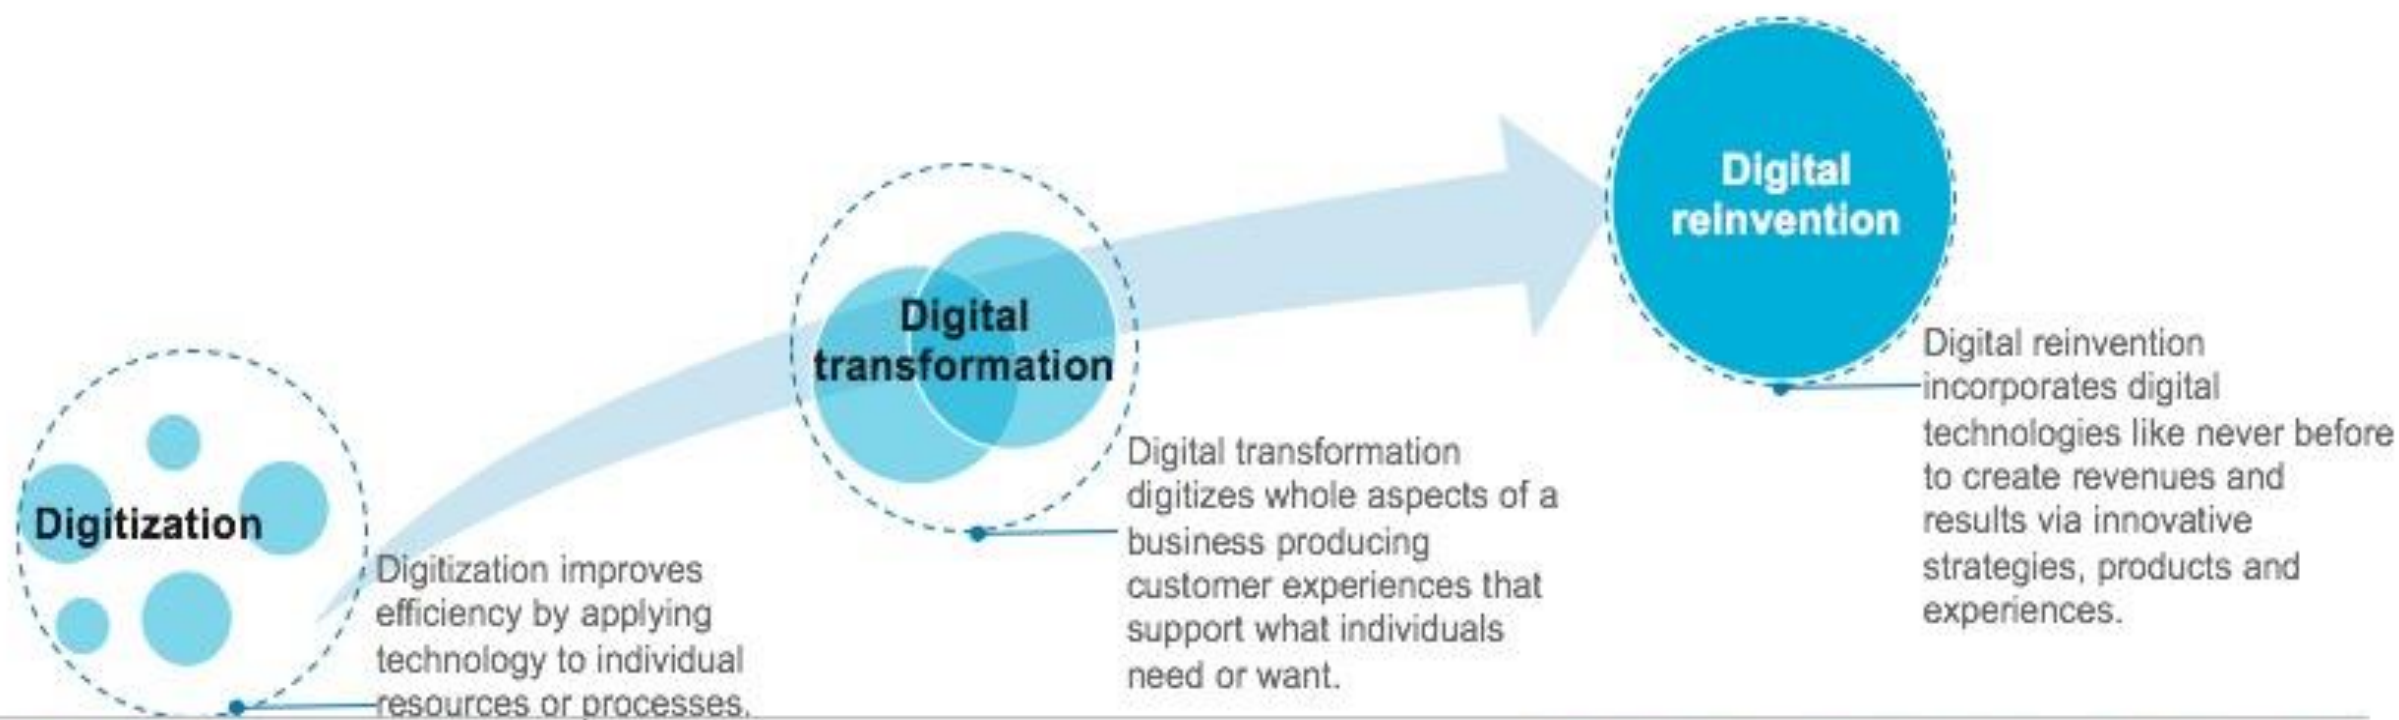 Digitization
Digitization improves
efficiency by applying
technology to individual
resources or processes.
Digital
transformation
Digital transformation
digitizes whole aspects of a
business producing
customer experiences that
support what individuals
need or want.
Digital
reinvention
Digital reinvention
incorporates digital
technologies like never before
to create revenues and
results via innovative
strategies, products and
experiences.